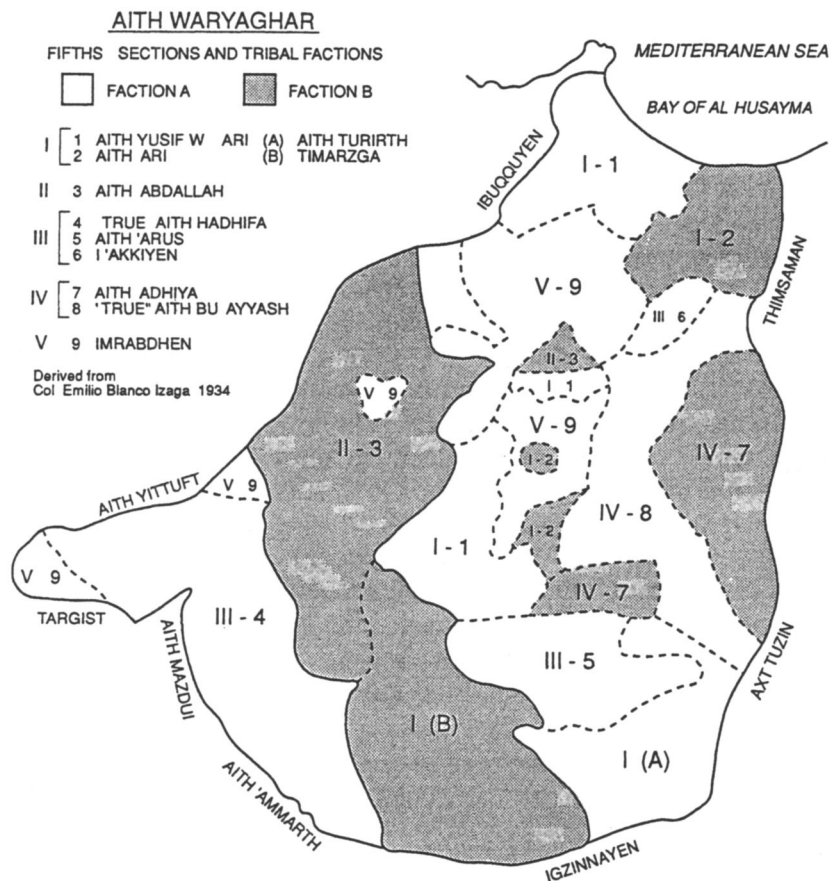 AITH WARYAGHAR
FIFTHS SECTIONS AND TRIBAL FACTIONS
FACTION A FACTION B
I 1 AITH YUSIF W ARI (A) AITH TURIRTH
2 AITH ARI (B) TIMARZGA
II 3 AITH ABDALLAH
III 4 TRUE AITH HADHIFA
5 AITH 'ARUS
6 I 'AKKIYEN
IV 7 AITH ADHIYA
8 "TRUE" AITH BU AYYASH
V 9 IMRABDHEN
Derived from
Col Emilio Blanco Izaga 1934
MEDITERRANEAN SEA
BAY OF AL HUSAYMA
IBUQQUYEN
I - 1
I - 2
THIMSAMAN
V - 9
III 6
II - 3
I 1
V 9
V - 9
II - 3
I - 2
IV - 7
AITH YITTUFT
V 9
I - 2
IV - 8
I - 1
V 9
IV - 7
TARGIST
III - 4
AITH MAZDUI
III - 5
AXT TUZIN
I (B)
I (A)
AITH 'AMMARTH
IGZINNAYEN